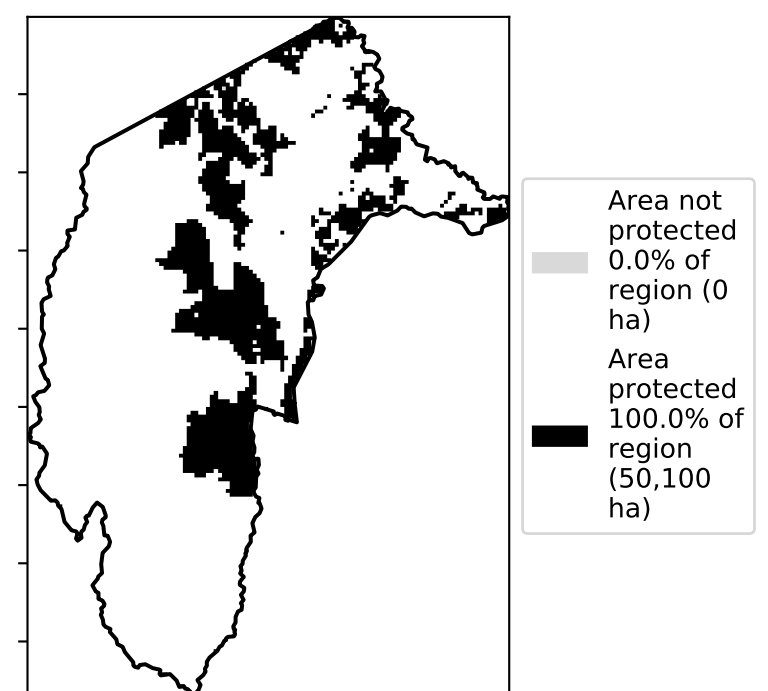 Area not
protected
0.0% of
region (0
ha)
Area
protected
100.0% of
region
(50,100
ha)